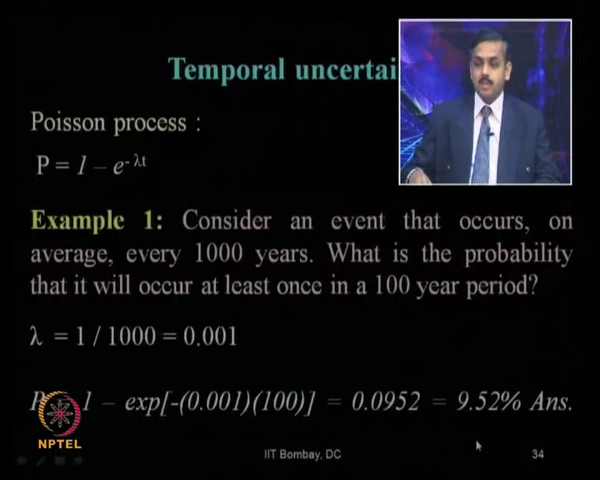 Temporal
Poisson process :
P = 1 – e^-λt
Example 1: Consider an event that occurs, on
average, every 1000 years. What is the probability
that it will occur at least once in a 100 year period?
λ = 1 / 1000 = 0.001
P = 1 – exp[-(0.001)(100)] = 0.0952 = 9.52% Ans.
NPTEL
IIT Bombay, DC
34